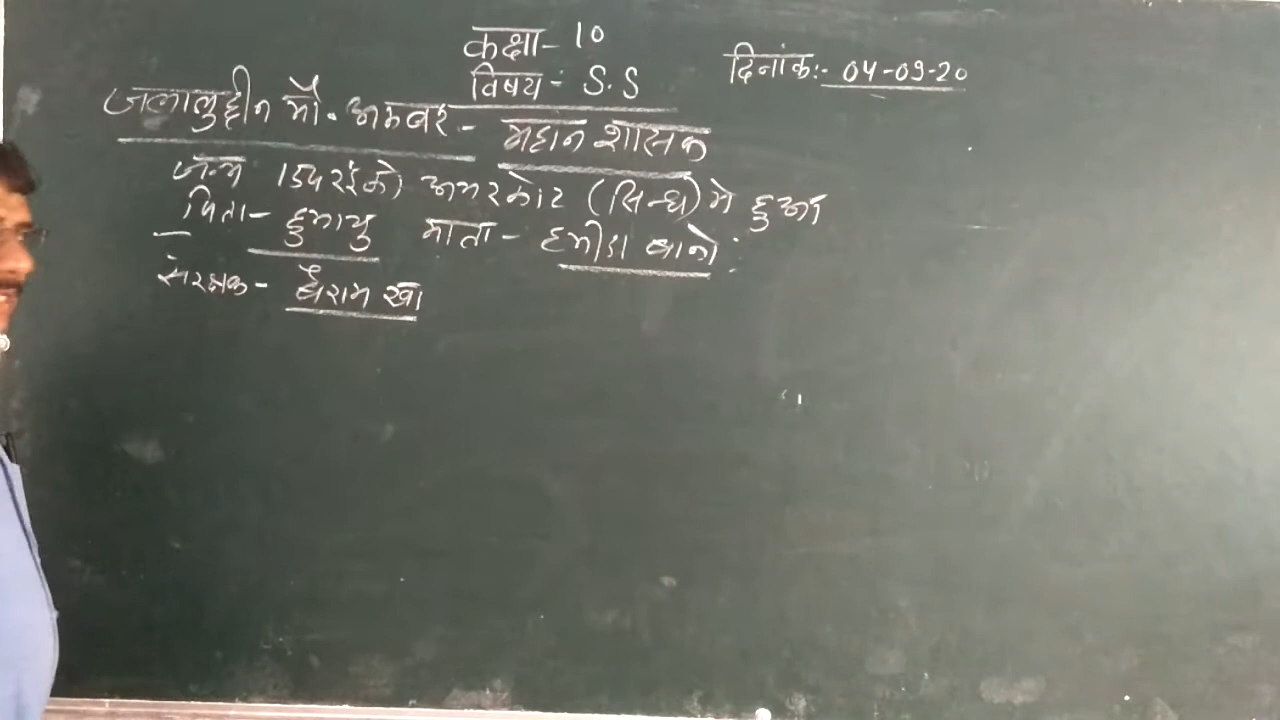 कक्षा- 10
विषय - S.S
दिनांक:- 04-09-20
जलालुद्दीन मौ. अकबर - महान शासक
जन्म 1542ई को अमरकोट (सिन्ध) मे हुआ
पिता- हुमायु माता - हमीदा बानो
संरक्षक - बैराम खां